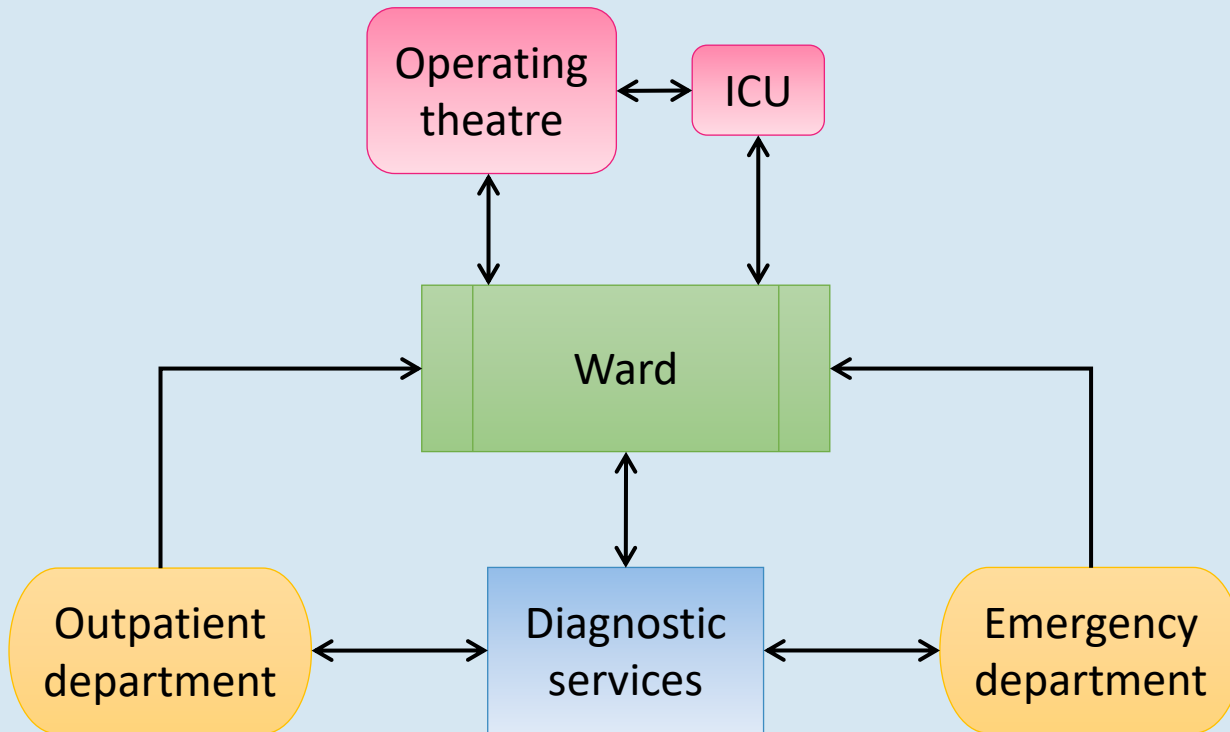 Operating
theatre
ICU
Ward
Outpatient
department
Diagnostic
services
Emergency
department